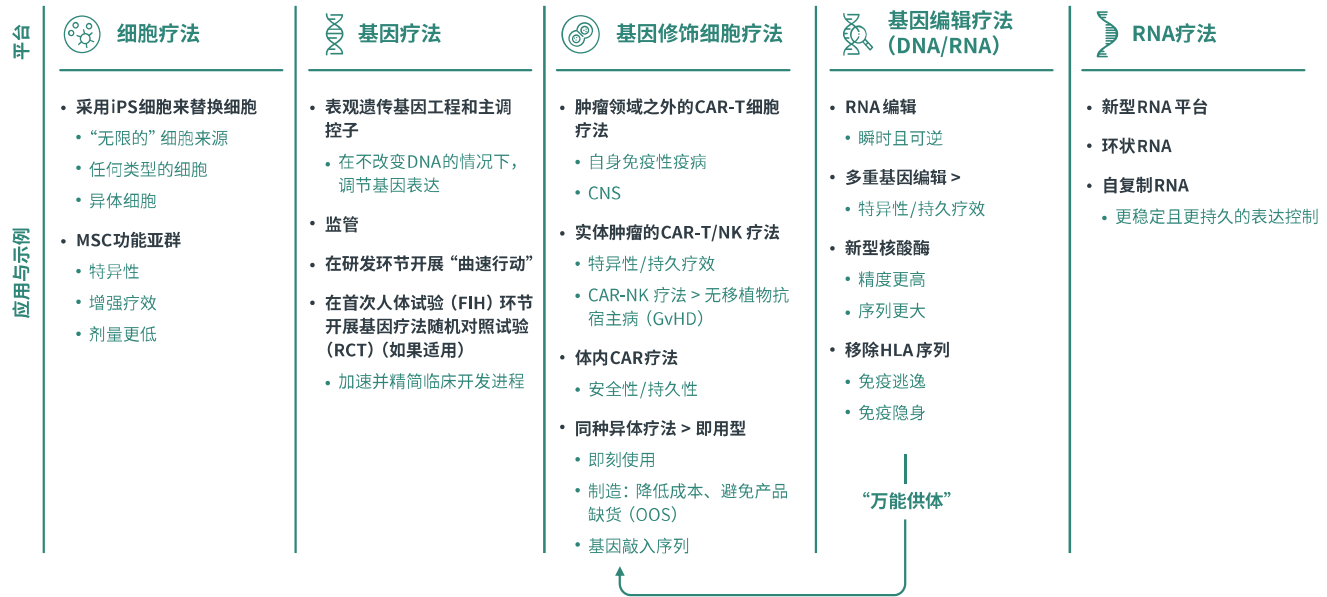 平台
细胞疗法
基因疗法
基因修饰细胞疗法
基因编辑疗法
（DNA/RNA）
RNA疗法
应用与示例
• 采用iPS细胞来替换细胞
• “无限的” 细胞来源
• 任何类型的细胞
• 异体细胞
• MSC功能亚群
• 特异性
• 增强疗效
• 剂量更低
• 表观遗传基因工程和主调
控子
• 在不改变DNA的情况下，
调节基因表达
• 监管
• 在研发环节开展 “曲速行动”
• 在首次人体试验（FIH）环节
开展基因疗法随机对照试验
（RCT）（如果适用）
• 加速并精简临床开发进程
• 肿瘤领域之外的CAR-T细胞
疗法
• 自身免疫性疫病
• CNS
• 实体肿瘤的CAR-T/NK 疗法
• 特异性/持久疗效
• CAR-NK 疗法 > 无移植物抗
宿主病（GvHD）
• 体内CAR疗法
• 安全性/持久性
• 同种异体疗法 > 即用型
• 即刻使用
• 制造：降低成本、避免产品
缺货（OOS）
• 基因敲入序列
• RNA 编辑
• 瞬时且可逆
• 多重基因编辑 >
• 特异性/持久疗效
• 新型核酸酶
• 精度更高
• 序列更大
• 移除HLA 序列
• 免疫逃逸
• 免疫隐身
“万能供体”
• 新型RNA 平台
• 环状RNA
• 自复制RNA
• 更稳定且更持久的表达控制